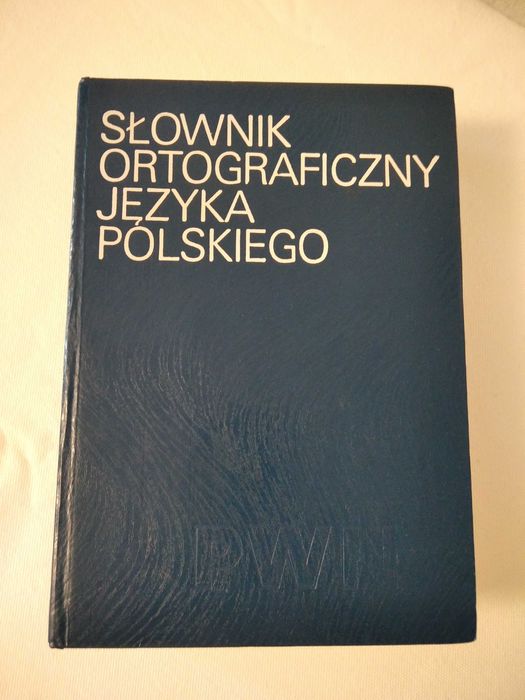 SŁOWNIK
ORTOGRAFICZNY
JĘZYKA
POLSKIEGO
PWN